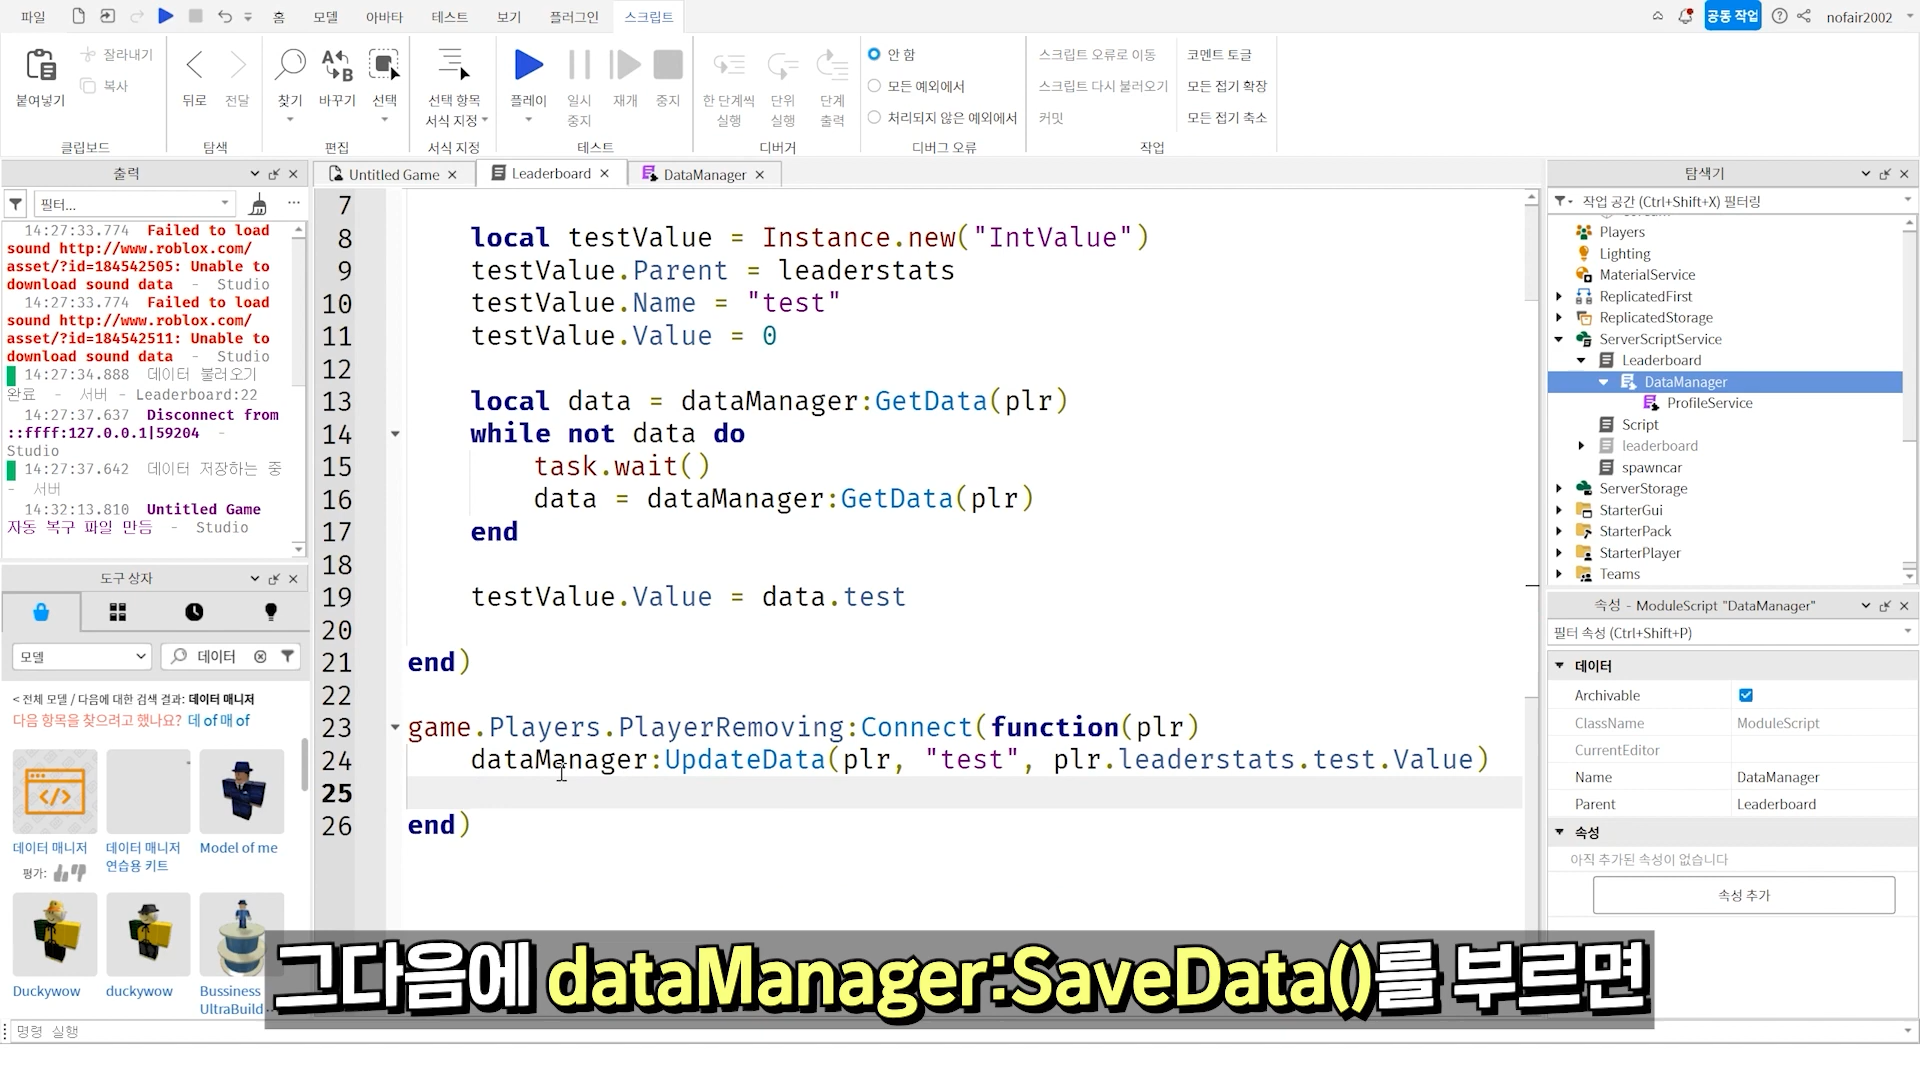 파일
홈
모델
아바타
테스트
보기
플러그인
스크립트
공동 작업
nofair2002
붙여넣기
잘라내기
복사
클립보드
뒤로
전달
탐색
찾기
바꾸기
선택
편집
선택 항목
서식 지정
서식 지정
플레이
일시
중지
재개
중지
테스트
한 단계씩
실행
단위
실행
단계
출력
디버거
안 함
모든 예외에서
처리되지 않은 예외에서
디버그 오류
스크립트 오류로 이동
스크립트 다시 불러오기
커밋
코멘트 토글
모든 접기 확장
모든 접기 축소
작업
출력
필터...
14:27:33.774 Failed to load
sound http://www.roblox.com/
asset/?id=184542505: Unable to
download sound data - Studio
14:27:33.774 Failed to load
sound http://www.roblox.com/
asset/?id=184542511: Unable to
download sound data - Studio
14:27:34.888 데이터 불러오기
완료 - 서버 - Leaderboard:22
14:27:37.637 Disconnect from
::ffff:127.0.0.1|59204 -
Studio
14:27:37.642 데이터 저장하는 중
- 서버
14:32:13.810 Untitled Game
자동 복구 파일 만듬 - Studio
도구 상자
모델
데이터
< 전체 모델 / 다음에 대한 검색 결과: 데이터 매니저
다음 항목을 찾으려고 했나요? 데 of 매 of
데이터 매니저
평가:
데이터 매니저
연습용 키트
Model of me
Duckywow
duckywow
Bussiness
UltraBuild
명령 실행
Untitled Game
Leaderboard
DataManager
7
8 local testValue = Instance.new("IntValue")
9 testValue.Parent = leaderstats
10 testValue.Name = "test"
11 testValue.Value = 0
12
13 local data = dataManager:GetData(plr)
14 while not data do
15 task.wait()
16 data = dataManager:GetData(plr)
17 end
18
19 testValue.Value = data.test
20
21 end)
22
23 game.Players.PlayerRemoving:Connect(function(plr)
24 dataManager:UpdateData(plr, "test", plr.leaderstats.test.Value)
25
26 end)
탐색기
작업 공간 (Ctrl+Shift+X) 필터링
Players
Lighting
MaterialService
ReplicatedFirst
ReplicatedStorage
ServerScriptService
Leaderboard
DataManager
ProfileService
Script
leaderboard
spawncar
ServerStorage
StarterGui
StarterPack
StarterPlayer
Teams
속성 - ModuleScript "DataManager"
필터 속성 (Ctrl+Shift+P)
데이터
Archivable
ClassName ModuleScript
CurrentEditor
Name DataManager
Parent Leaderboard
속성
아직 추가된 속성이 없습니다
속성 추가
그다음에 dataManager:SaveData()를 부르면